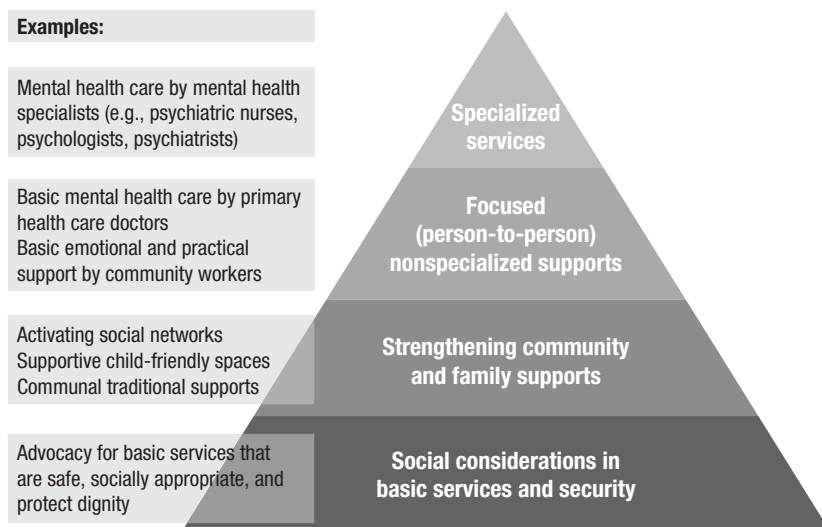 Examples:
Mental health care by mental health
specialists (e.g., psychiatric nurses,
psychologists, psychiatrists)
Specialized
services
Basic mental health care by primary
health care doctors
Basic emotional and practical
support by community workers
Focused
(person-to-person)
nonspecialized supports
Activating social networks
Supportive child-friendly spaces
Communal traditional supports
Strengthening community
and family supports
Advocacy for basic services that
are safe, socially appropriate, and
protect dignity
Social considerations in
basic services and security